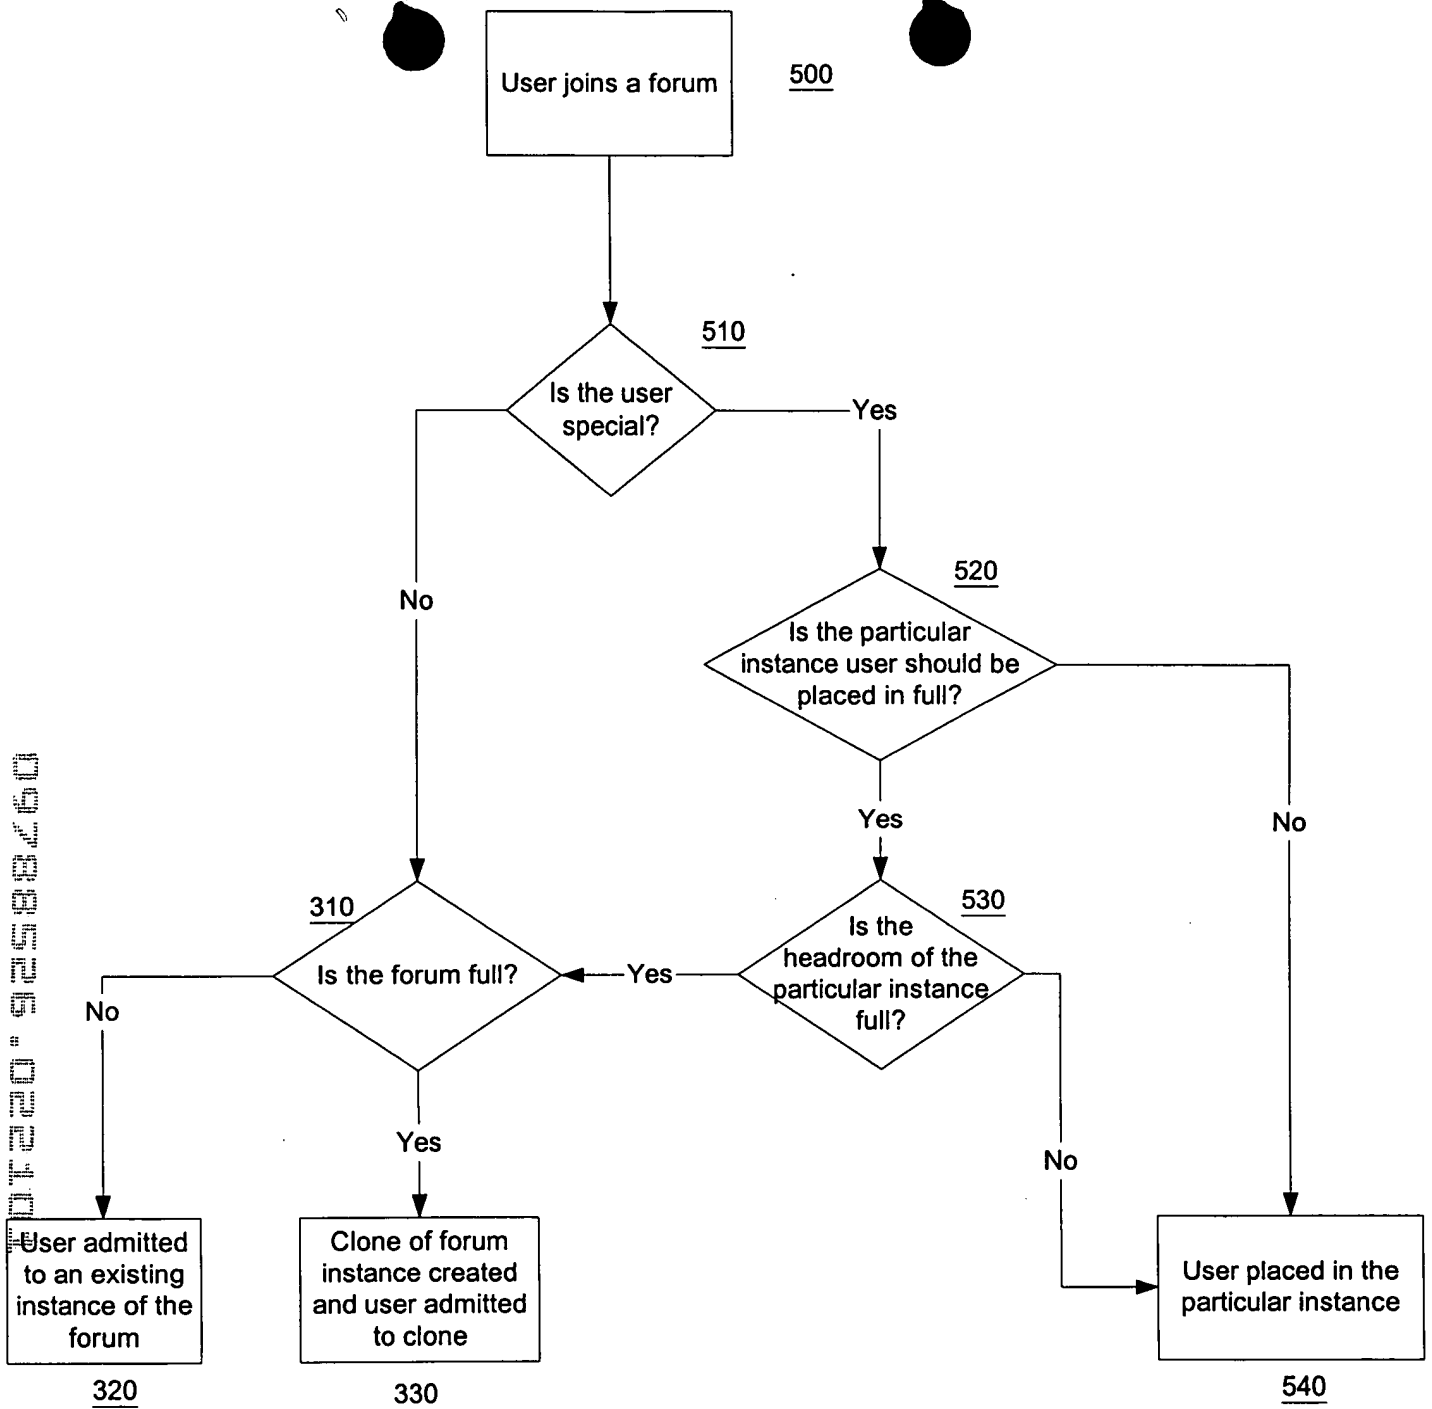 User joins a forum
500
510
Is the user
special?
Yes
No
520
Is the particular
instance user should be
placed in full?
Yes
No
310
Is the forum full?
530
Is the
headroom of the
particular instance
full?
Yes
No
Yes
No
User admitted
to an existing
instance of the
forum
320
Clone of forum
instance created
and user admitted
to clone
330
User placed in the
particular instance
540
09788526.022101